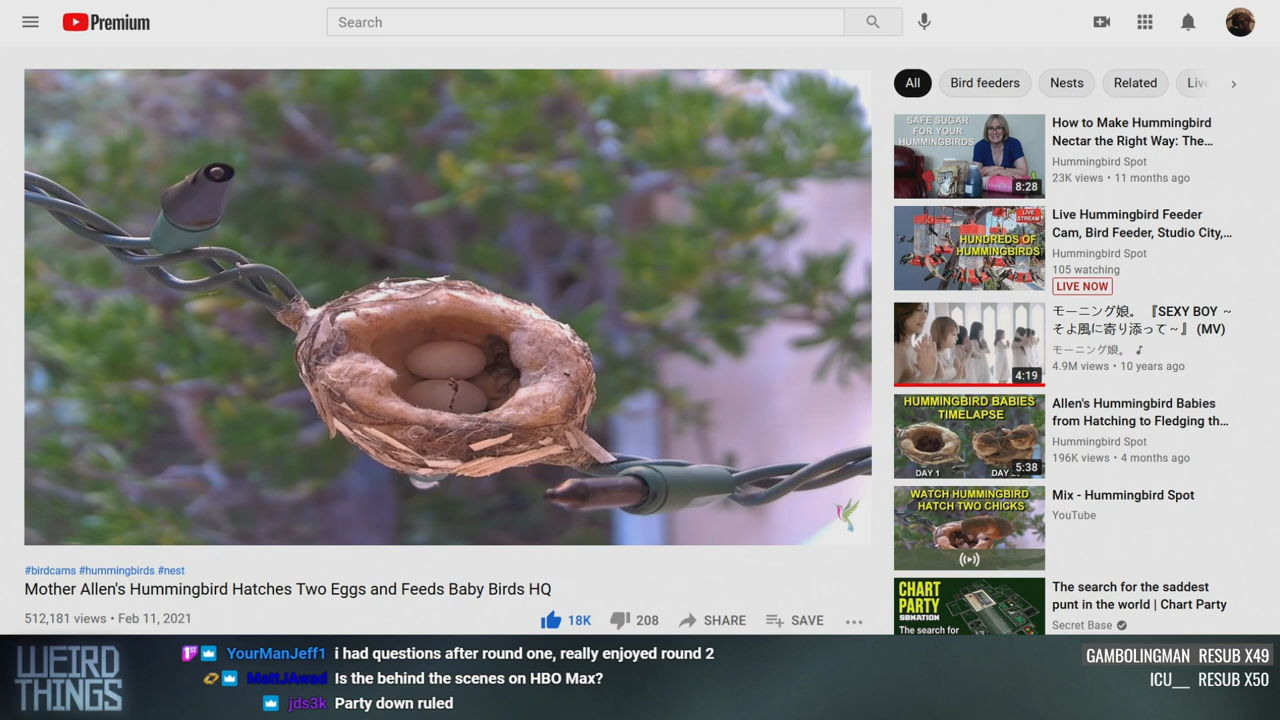 Premium
Search
All
Bird feeders
Nests
Related
Live
SAFE SUGAR
FOR YOUR
HUMMINGBIRDS
8:28
How to Make Hummingbird
Nectar the Right Way: The...
Hummingbird Spot
23K views • 11 months ago
LIVE
STREAM
HUNDREDS OF
HUMMINGBIRDS
Live Hummingbird Feeder
Cam, Bird Feeder, Studio City,...
Hummingbird Spot
105 watching
LIVE NOW
4:19
モーニング娘。 『SEXY BOY ~
そよ風に寄り添って~』 (MV)
モーニング娘。 ♪
4.9M views • 10 years ago
HUMMINGBIRD BABIES
TIMELAPSE
DAY 1
DAY
5:38
Allen's Hummingbird Babies
from Hatching to Fledging th...
Hummingbird Spot
196K views • 4 months ago
WATCH HUMMINGBIRD
HATCH TWO CHICKS
Mix - Hummingbird Spot
YouTube
CHART
PARTY
SBNATION
The search for
The search for the saddest
punt in the world | Chart Party
Secret Base
#birdcams #hummingbirds #nest
Mother Allen's Hummingbird Hatches Two Eggs and Feeds Baby Birds HQ
512,181 views • Feb 11, 2021
18K
208
SHARE
SAVE
WEIRD
THINGS
YourManJeff1 i had questions after round one, really enjoyed round 2
MattJAwad Is the behind the scenes on HBO Max?
jds3k Party down ruled
GAMBOLINGMAN RESUB X49
ICU__ RESUB X50